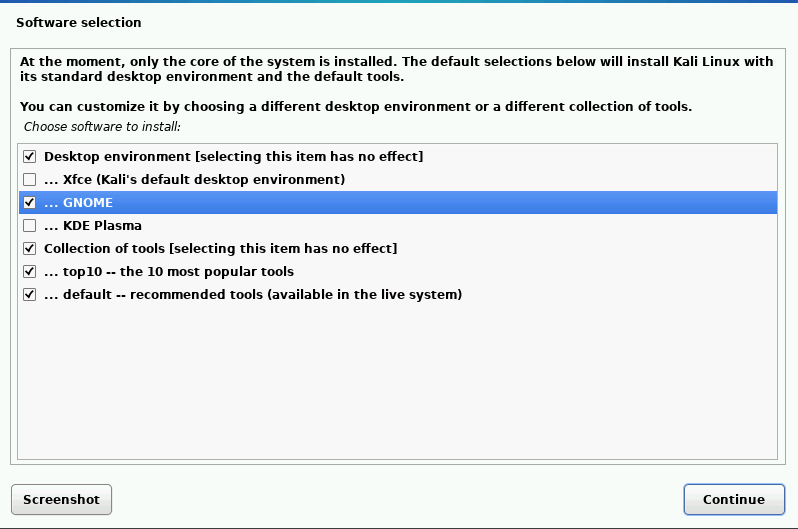 Software selection
At the moment, only the core of the system is installed. The default selections below will install Kali Linux with
its standard desktop environment and the default tools.
You can customize it by choosing a different desktop environment or a different collection of tools.
Choose software to install:
Desktop environment [selecting this item has no effect]
... Xfce (Kali's default desktop environment)
... GNOME
... KDE Plasma
Collection of tools [selecting this item has no effect]
... top10 -- the 10 most popular tools
... default -- recommended tools (available in the live system)
Screenshot
Continue